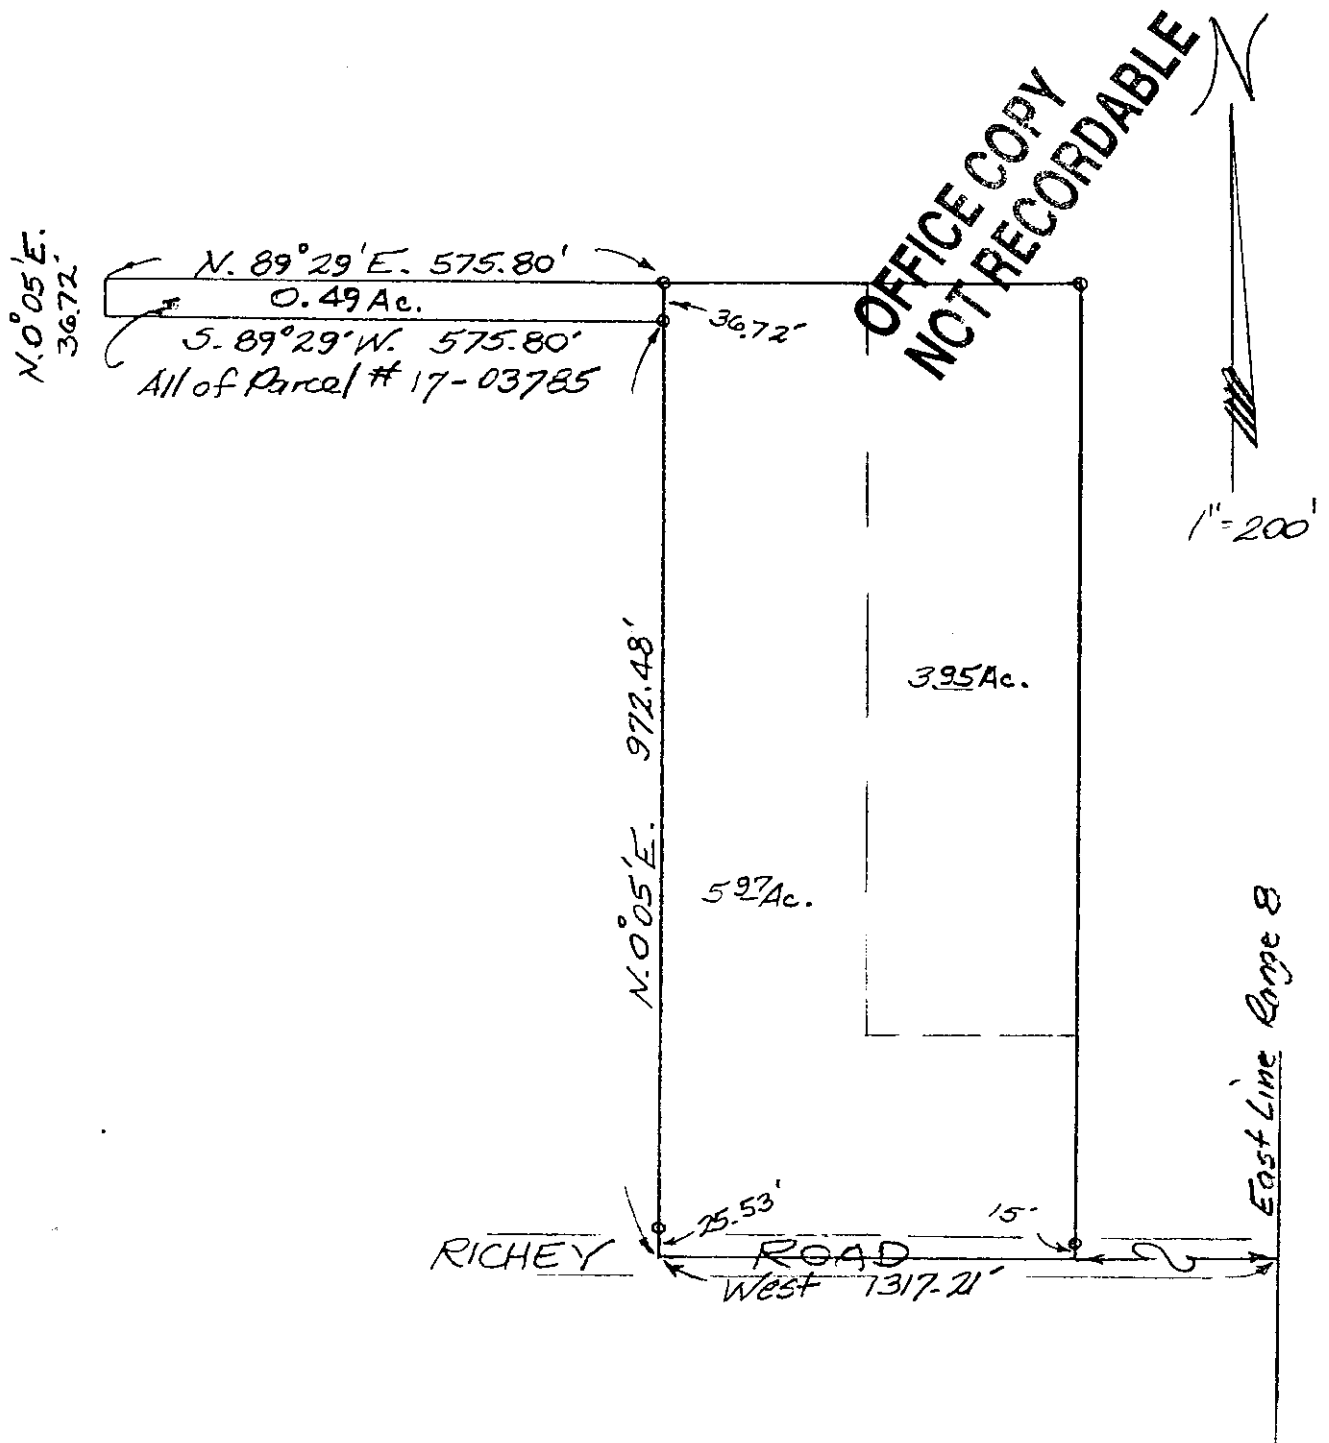 N
OFFICE COPY
NOT RECORDABLE
N. 0° 05' E.
36.72'
N. 89° 29' E. 575.80'
0.49 Ac.
36.72'
S. 89° 29' W. 575.80'
All of Parcel # 17-03785
1" = 200'
N. 0° 05' E. 972.48'
3.95 Ac.
5.97 Ac.
East Line Range 8
25.53'
15'
RICHEY ROAD
West 1317.21'